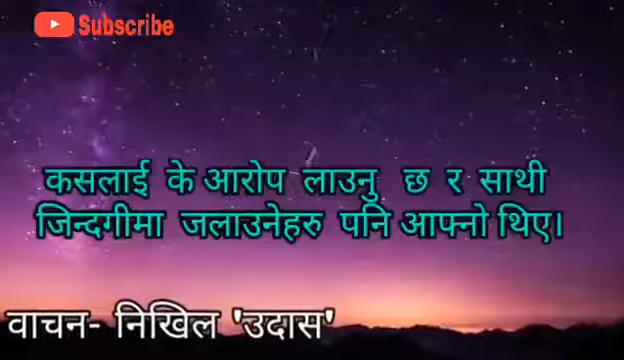 Subscribe
कसलाई के आरोप लाउनु छ र साथी
जिन्दगीमा जलाउनेहरु पनि आफ्नो थिए।
वाचन- निखिल 'उदास'